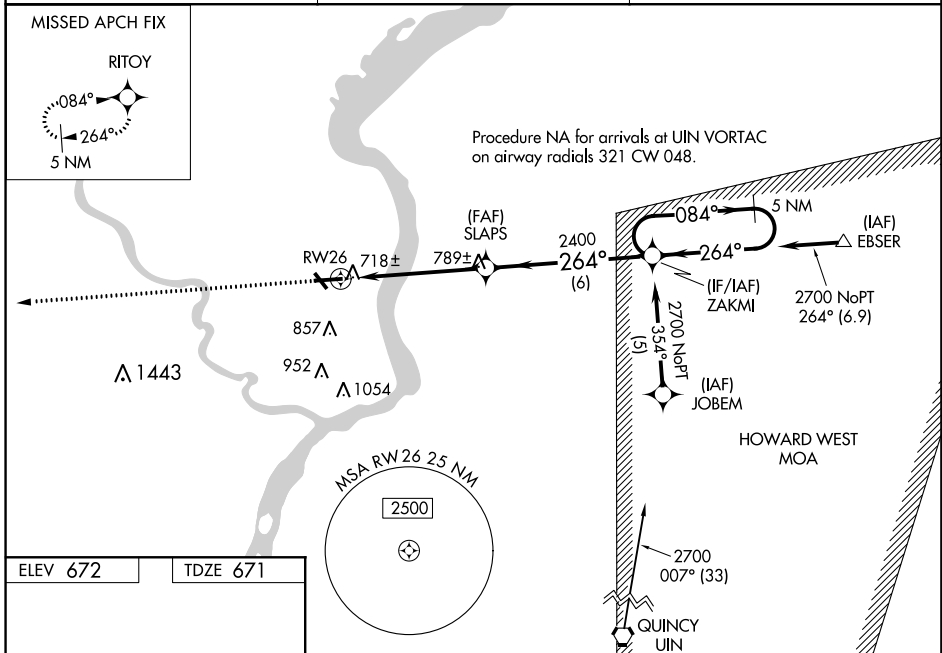 MISSED APCH FIX
RITOY
084°
264°
5 NM
Procedure NA for arrivals at UIN VORTAC
on airway radials 321 CW 048.
(FAF)
SLAPS
2400
264°
(6)
084°
5 NM
264°
(IAF)
EBSER
RW26
718±
789±
(IF/IAF)
ZAKMI
2700 NoPT
264° (6.9)
2700 NoPT
354°
(5)
857
952
1054
1443
(IAF)
JOBEM
HOWARD WEST
MOA
MSA RW 26 25 NM
2500
2700
007° (33)
QUINCY
UIN
ELEV 672
TDZE 671